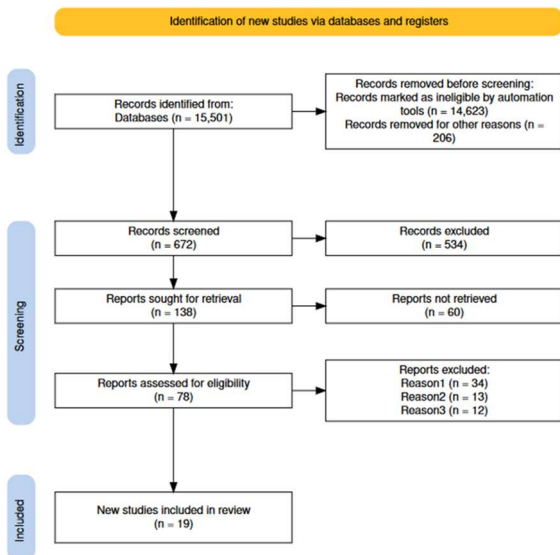 Identification of new studies via databases and registers
Identification
Records identified from:
Databases (n = 15,501)
Records removed before screening:
Records marked as ineligible by automation
tools (n = 14,623)
Records removed for other reasons (n =
206)
Screening
Records screened
(n = 672)
Records excluded
(n = 534)
Reports sought for retrieval
(n = 138)
Reports not retrieved
(n = 60)
Reports assessed for eligibility
(n = 78)
Reports excluded:
Reason1 (n = 34)
Reason2 (n = 13)
Reason3 (n = 12)
Included
New studies included in review
(n = 19)